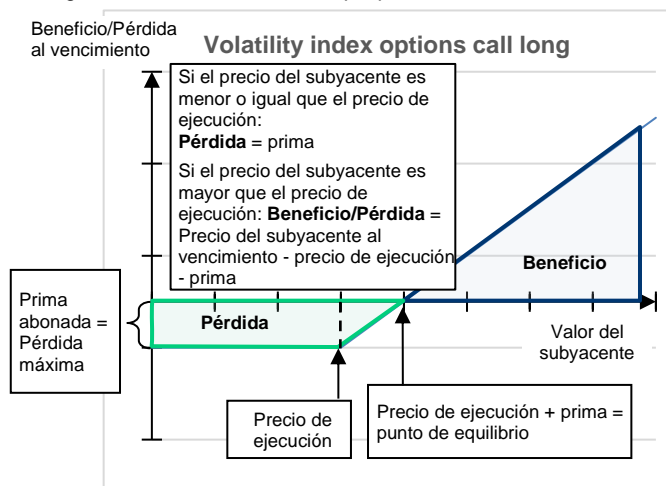 Beneficio/Pérdida
al vencimiento
Volatility index options call long
Si el precio del subyacente es
menor o igual que el precio de
ejecución:
Pérdida = prima
Si el precio del subyacente es
mayor que el precio de
ejecución: Beneficio/Pérdida =
Precio del subyacente al
vencimiento - precio de ejecución
- prima
Beneficio
Prima
abonada =
Pérdida
máxima
Pérdida
Valor del
subyacente
Precio de
ejecución
Precio de ejecución + prima =
punto de equilibrio